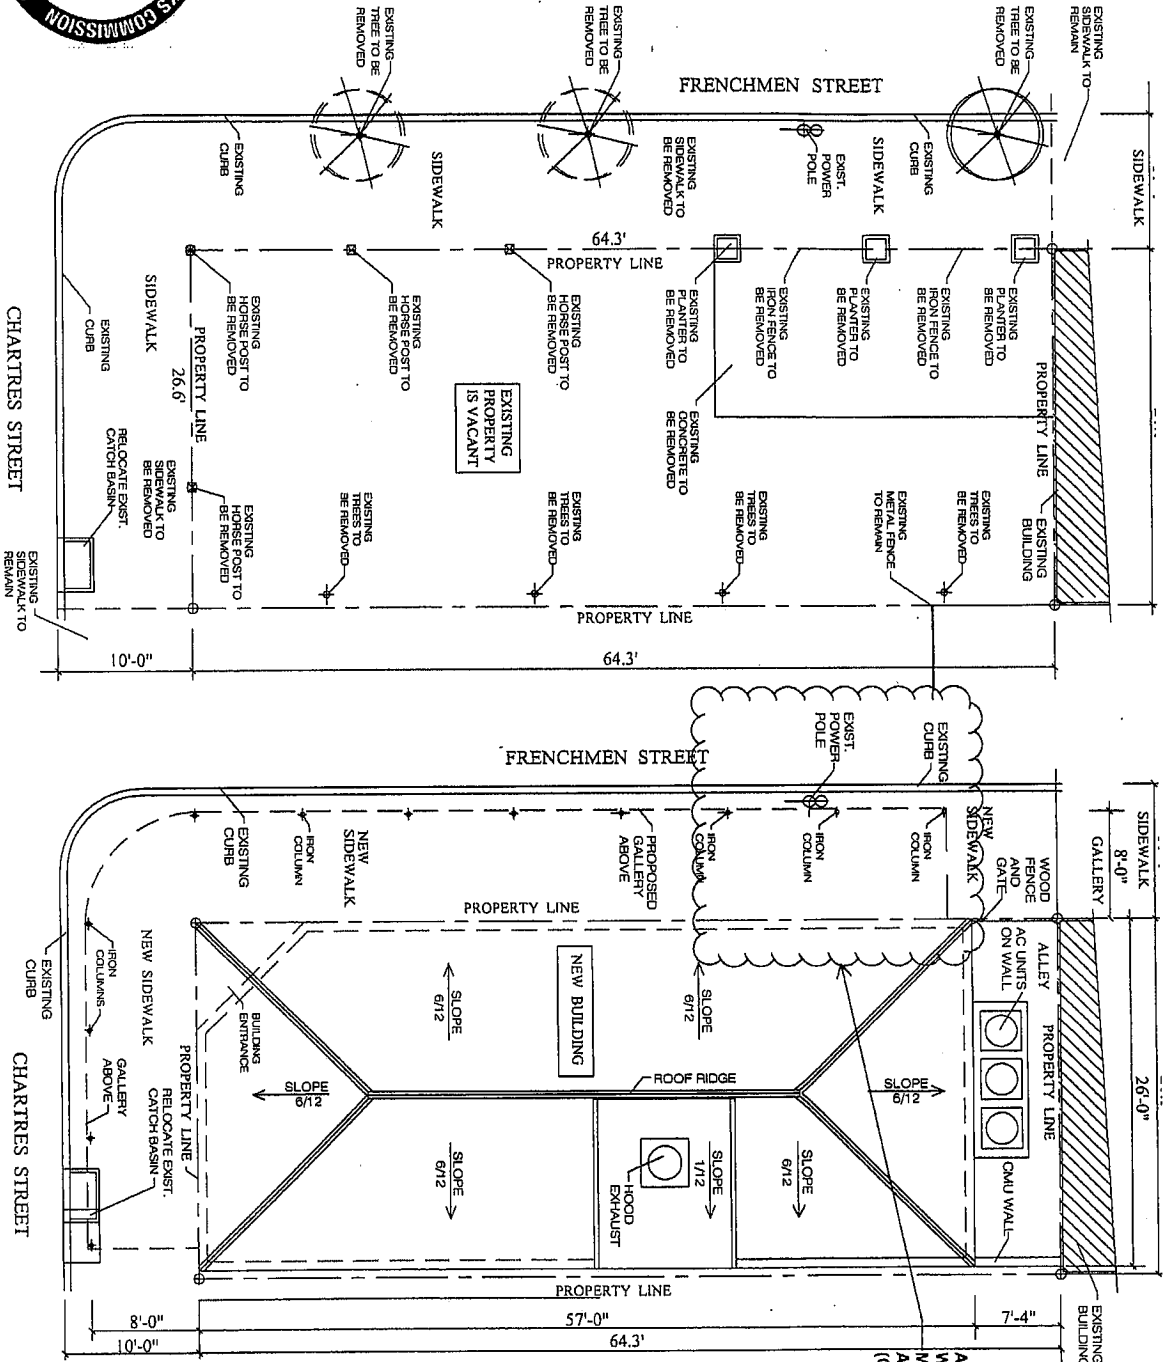 KS COMMISSION
EXISTING
TREE TO BE
REMOVED
EXISTING
TREE TO BE
REMOVED
EXISTING
TREE TO BE
REMOVED
EXISTING
SIDEWALK TO
REMAIN
FRENCHMEN STREET
SIDEWALK
EXISTING
CURB
SIDEWALK
EXISTING
SIDEWALK TO
BE REMOVED
EXIST.
POWER
POLE
SIDEWALK
EXISTING
CURB
64.3'
PROPERTY LINE
SIDEWALK
EXISTING
CURB
CHARTRES STREET
PROPERTY LINE
26.6'
EXISTING
HORSE POST TO
BE REMOVED
EXISTING
HORSE POST TO
BE REMOVED
EXISTING
HORSE POST TO
BE REMOVED
EXISTING
PLANTER TO
BE REMOVED
EXISTING
IRON FENCE TO
BE REMOVED
EXISTING
PLANTER TO
BE REMOVED
EXISTING
IRON FENCE TO
BE REMOVED
EXISTING
PLANTER TO
BE REMOVED
PROPERTY LINE
EXISTING
PROPERTY
IS VACANT
EXISTING
CONCRETE TO
BE REMOVED
RELOCATE EXIST.
CATCH BASIN
EXISTING
SIDEWALK TO
BE REMOVED
EXISTING
HORSE POST TO
BE REMOVED
EXISTING
TREES TO
BE REMOVED
EXISTING
TREES TO
BE REMOVED
EXISTING
TREES TO
BE REMOVED
EXISTING
METAL FENCE
TO REMAIN
EXISTING
TREES TO
BE REMOVED
EXISTING
BUILDING
EXISTING
SIDEWALK TO
REMAIN
PROPERTY LINE
10'-0"
64.3'
FRENCHMEN STREET
EXIST.
POWER
POLE
EXISTING
CURB
SIDEWALK
8'-0"
GALLERY
EXISTING
CURB
IRON
COLUMN
NEW
SIDEWALK
PROPOSED
GALLERY
ABOVE
IRON
COLUMN
IRON
COLUMN
IRON
COLUMN
NEW
SIDEWALK
WOOD
FENCE
AND
GATE
PROPERTY LINE
ALLEY
AC UNITS
ON WALL
PROPERTY LINE
26'-0"
EXISTING
CURB
IRON
COLUMNS
NEW SIDEWALK
BUILDING
ENTRANCE
SLOPE
6/12
NEW BUILDING
SLOPE
6/12
CHARTRES STREET
GALLERY
ABOVE
RELOCATE EXIST.
CATCH BASIN
PROPERTY LINE
SLOPE
6/12
ROOF RIDGE
SLOPE
6/12
SLOPE
6/12
HOOD
EXHAUST
SLOPE
1/12
SLOPE
6/12
CMU WALL
PROPERTY LINE
8'-0"
57'-0"
7'-4"
10'-0"
64.3'
EXISTING
BUILDING